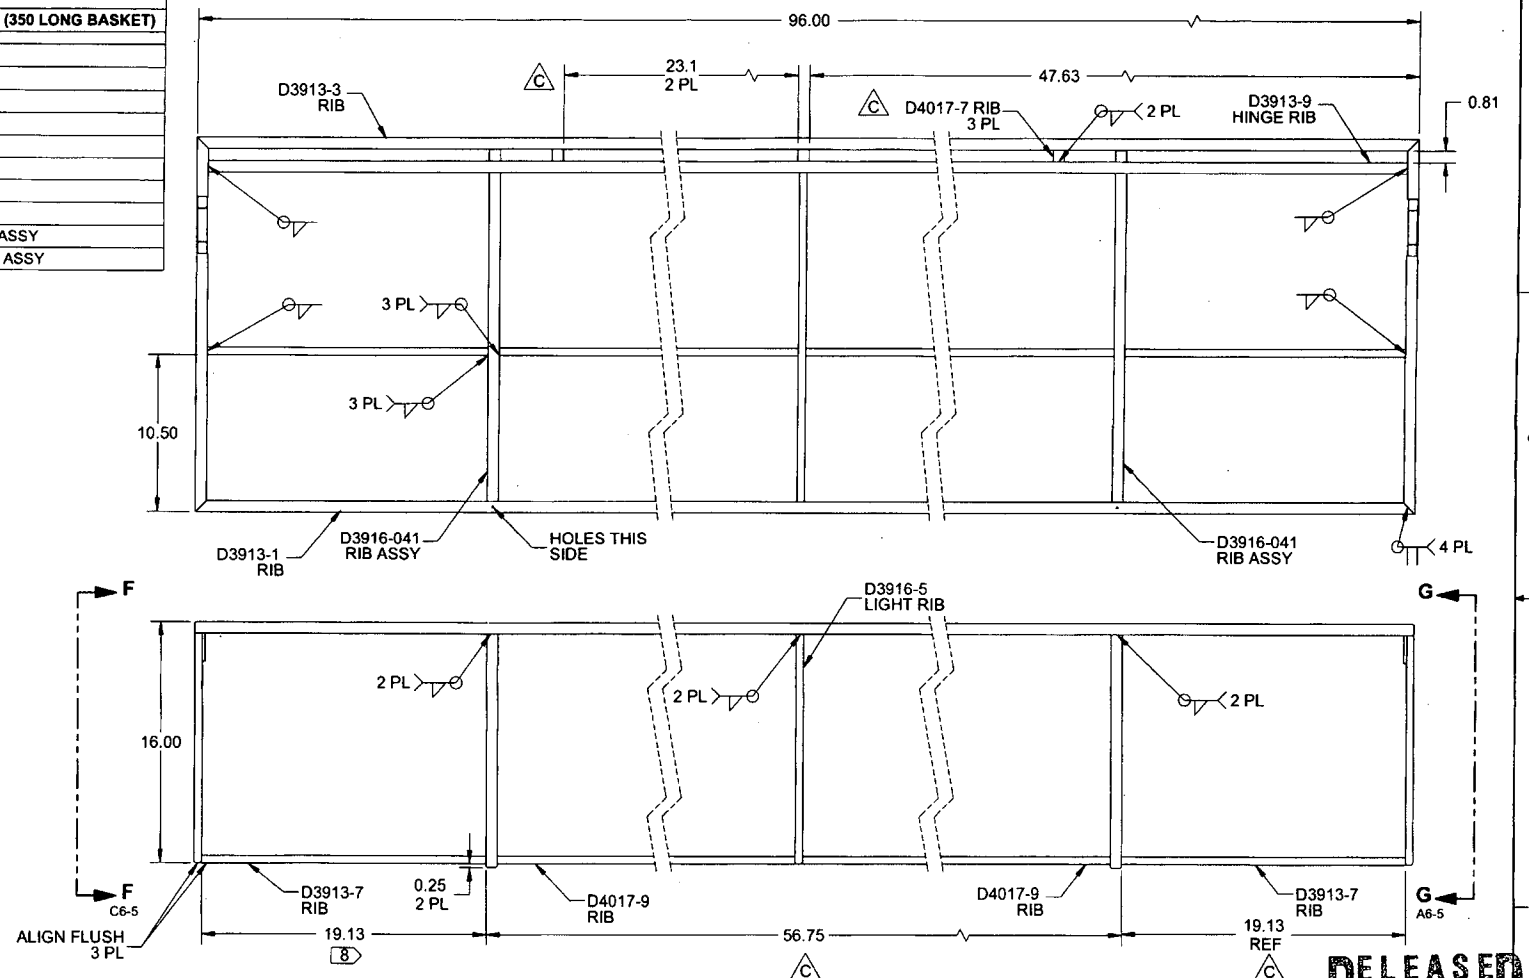 (350 LONG BASKET)
ASSY
ASSY
96.00
C
23.1
2 PL
47.63
D3913-3
RIB
C
D4017-7 RIB
3 PL
2 PL
D3913-9
HINGE RIB
0.81
3 PL
3 PL
10.50
D3913-1
RIB
D3916-041
RIB ASSY
HOLES THIS
SIDE
D3916-041
RIB ASSY
4 PL
F
D3916-5
LIGHT RIB
G
2 PL
2 PL
2 PL
16.00
F
C6-5
D3913-7
RIB
0.25
2 PL
D4017-9
RIB
D4017-9
RIB
D3913-7
RIB
G
A6-5
ALIGN FLUSH
3 PL
19.13
8
56.75
C
19.13
REF
C
RELEASED